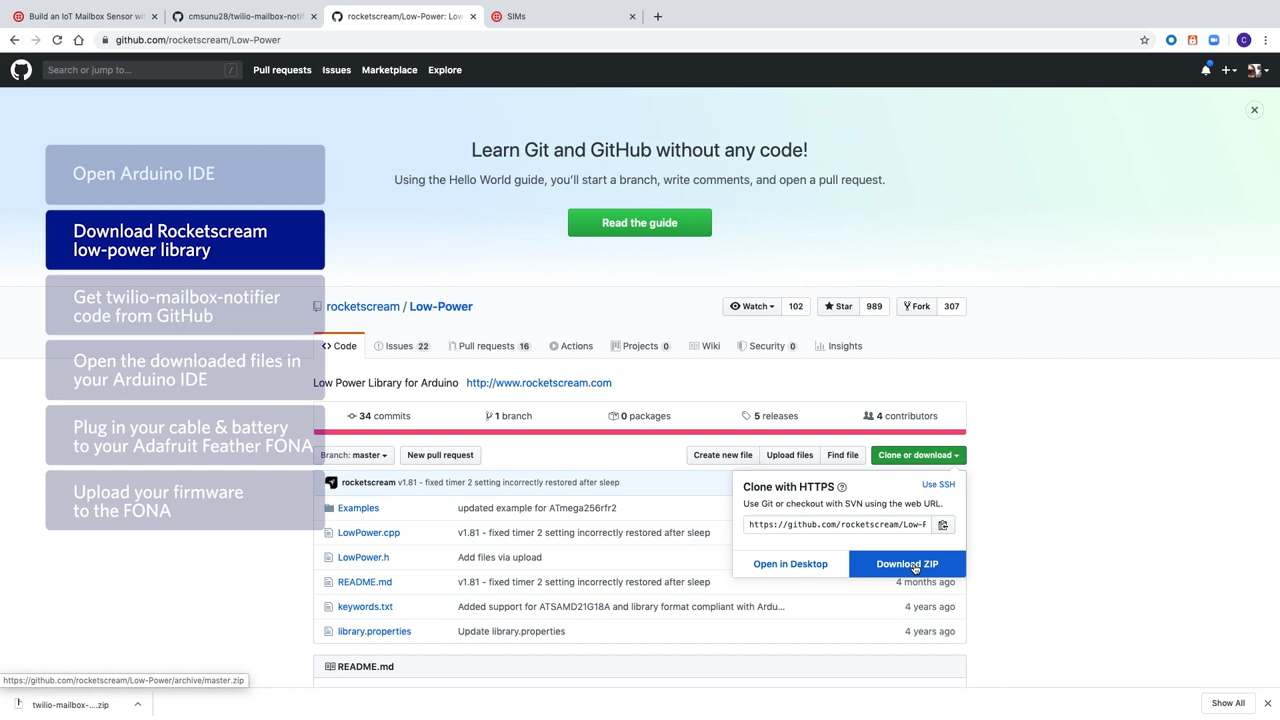 Build an IoT Mailbox Sensor wi
cmsunu28/twilio-mailbox-notif
rocketscream/Low-Power: Low
SIMs
github.com/rocketscream/Low-Power
C
Search or jump to...
/
Pull requests
Issues
Marketplace
Explore
Learn Git and GitHub without any code!
Using the Hello World guide, you'll start a branch, write comments, and open a pull request.
Read the guide
Open Arduino IDE
Download Rocketscream
low-power library
Get twilio-mailbox-notifier
code from GitHub
Open the downloaded files in
your Arduino IDE
Plug in your cable & battery
to your Adafruit Feather FONA
Upload your firmware
to the FONA
rocketscream / Low-Power
Watch 102
Star 989
Fork 307
Code
Issues 22
Pull requests 16
Actions
Projects 0
Wiki
Security 0
Insights
Low Power Library for Arduino http://www.rocketscream.com
34 commits
1 branch
0 packages
5 releases
4 contributors
Branch: master
New pull request
Create new file
Upload files
Find file
Clone or download
rocketscream v1.81 - fixed timer 2 setting incorrectly restored after sleep
Examples
updated example for ATmega256rfr2
LowPower.cpp
v1.81 - fixed timer 2 setting incorrectly restored after sleep
LowPower.h
Add files via upload
README.md
v1.81 - fixed timer 2 setting incorrectly restored after sleep
4 months ago
keywords.txt
Added support for ATSAMD21G18A and library format compliant with Ardu...
4 years ago
library.properties
Update library.properties
4 years ago
Clone with HTTPS
Use SSH
Use Git or checkout with SVN using the web URL.
https://github.com/rocketscream/Low-P
Open in Desktop
Download ZIP
README.md
https://github.com/rocketscream/Low-Power/archive/master.zip
twilio-mailbox-....zip
Show All